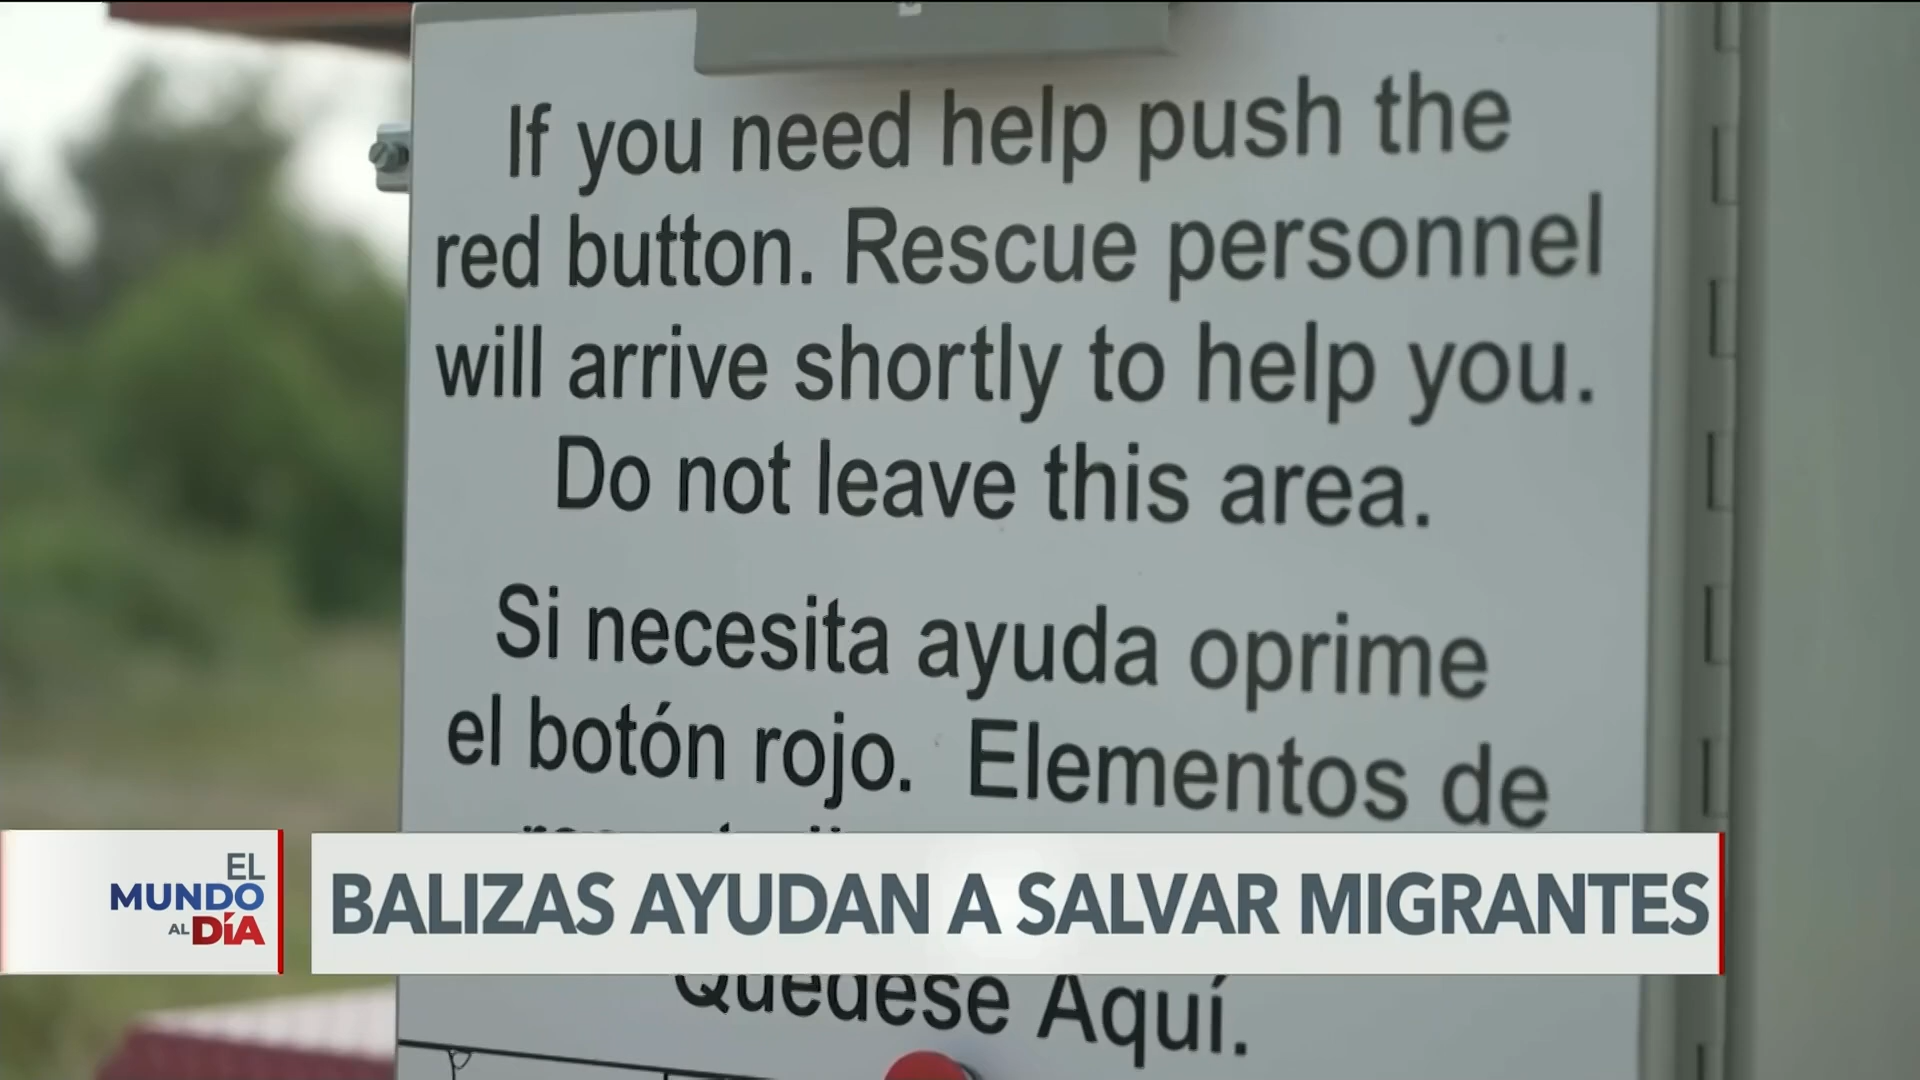 If you need help push the
red button. Rescue personnel
will arrive shortly to help you.
Do not leave this area.
Si necesita ayuda oprime
el botón rojo. Elementos de
EL
MUNDO
AL DÍA
BALIZAS AYUDAN A SALVAR MIGRANTES
Quédese Aquí.